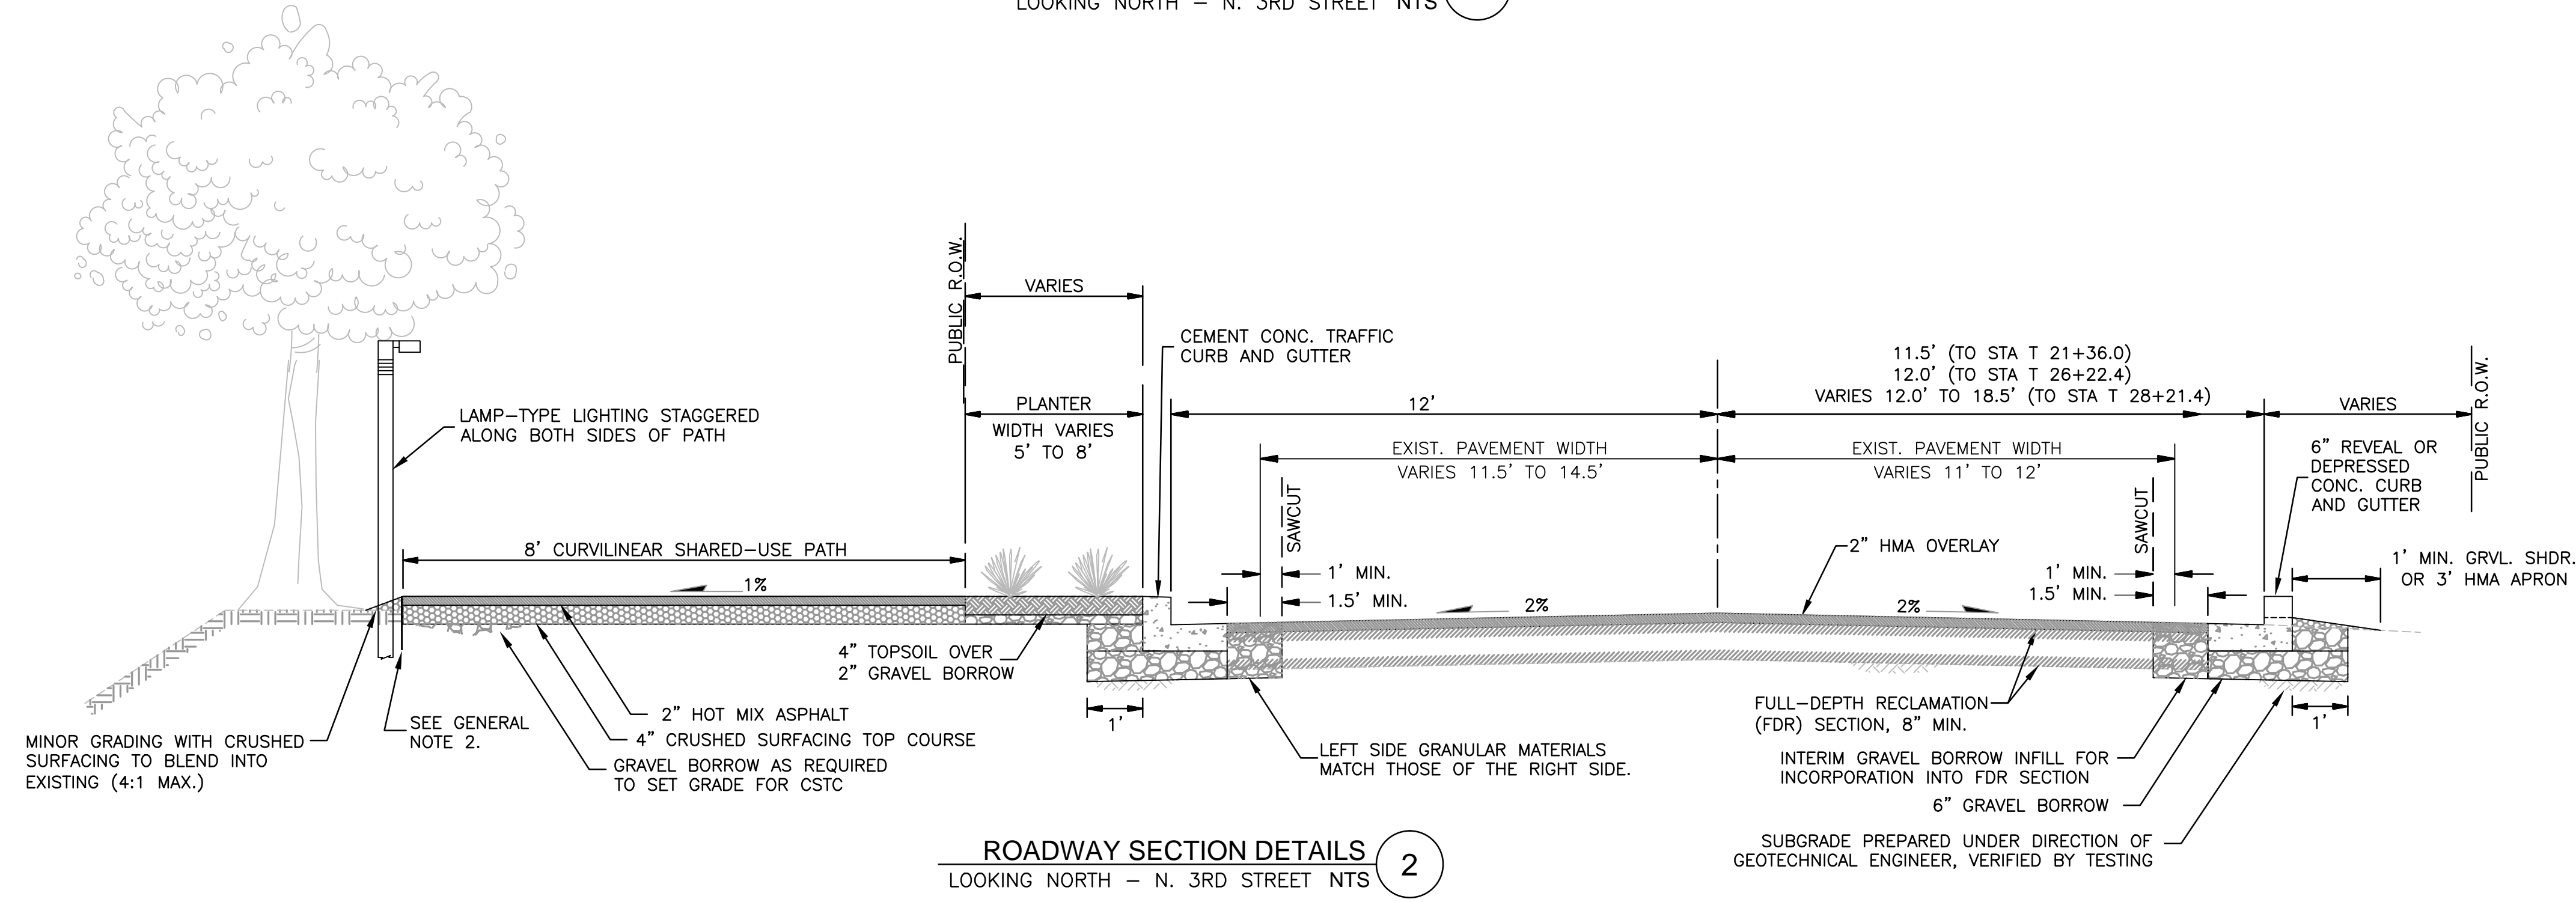 LOOKING NORTH – N. 3RD STREET NTS
PUBLIC R.O.W.
VARIES
CEMENT CONC. TRAFFIC
CURB AND GUTTER
11.5' (TO STA T 21+36.0)
12.0' (TO STA T 26+22.4)
VARIES 12.0' TO 18.5' (TO STA T 28+21.4)
PUBLIC R.O.W.
LAMP-TYPE LIGHTING STAGGERED
ALONG BOTH SIDES OF PATH
PLANTER
WIDTH VARIES
5' TO 8'
12'
VARIES
EXIST. PAVEMENT WIDTH
VARIES 11.5' TO 14.5'
EXIST. PAVEMENT WIDTH
VARIES 11' TO 12'
6" REVEAL OR
DEPRESSED
CONC. CURB
AND GUTTER
SAWCUT
SAWCUT
8' CURVILINEAR SHARED-USE PATH
2" HMA OVERLAY
1' MIN. GRVL. SHDR.
OR 3' HMA APRON
1%
1' MIN.
1.5' MIN.
2%
2%
1' MIN.
1.5' MIN.
4" TOPSOIL OVER
2" GRAVEL BORROW
MINOR GRADING WITH CRUSHED
SURFACING TO BLEND INTO
EXISTING (4:1 MAX.)
SEE GENERAL
NOTE 2.
2" HOT MIX ASPHALT
4" CRUSHED SURFACING TOP COURSE
GRAVEL BORROW AS REQUIRED
TO SET GRADE FOR CSTC
1'
LEFT SIDE GRANULAR MATERIALS
MATCH THOSE OF THE RIGHT SIDE.
FULL-DEPTH RECLAMATION
(FDR) SECTION, 8" MIN.
1'
INTERIM GRAVEL BORROW INFILL FOR
INCORPORATION INTO FDR SECTION
6" GRAVEL BORROW
SUBGRADE PREPARED UNDER DIRECTION OF
GEOTECHNICAL ENGINEER, VERIFIED BY TESTING
ROADWAY SECTION DETAILS
LOOKING NORTH – N. 3RD STREET NTS
2